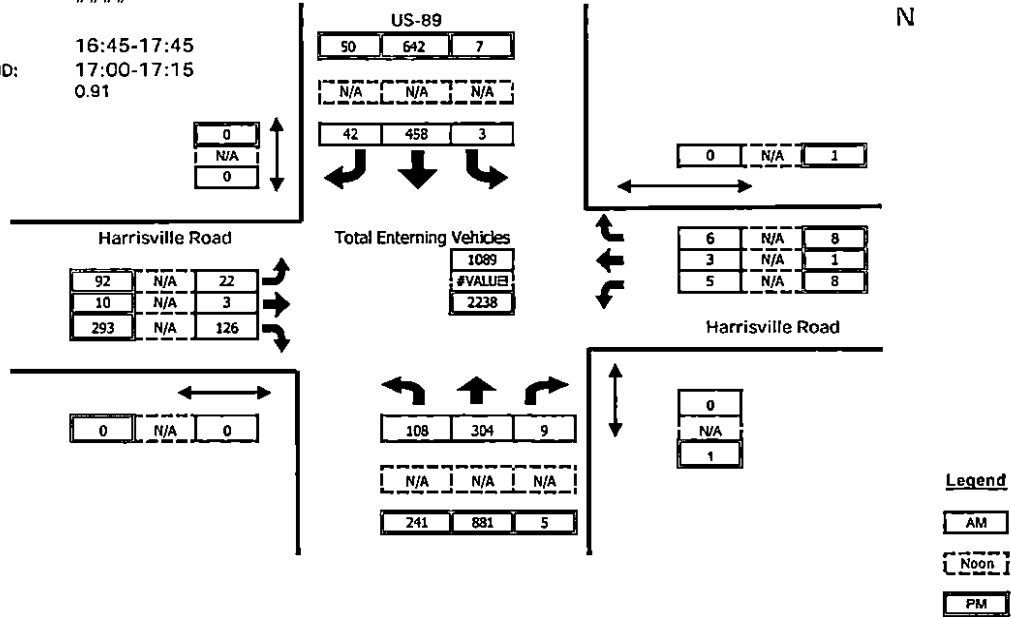 US-89
N
16:45-17:45
50 642 7
OD: 17:00-17:15
0.91
N/A N/A N/A
0
42 458 3
N/A
0 N/A 1
0
Harrisville Road
Total Enterning Vehicles
6 N/A 8
1089
3 N/A 1
92 N/A 22
#VALUE!
5 N/A 8
10 N/A 3
2238
293 N/A 126
Harrisville Road
0
0 N/A 0
108 304 9
N/A
1
N/A N/A N/A
Legend
241 881 5
AM
Noon
PM